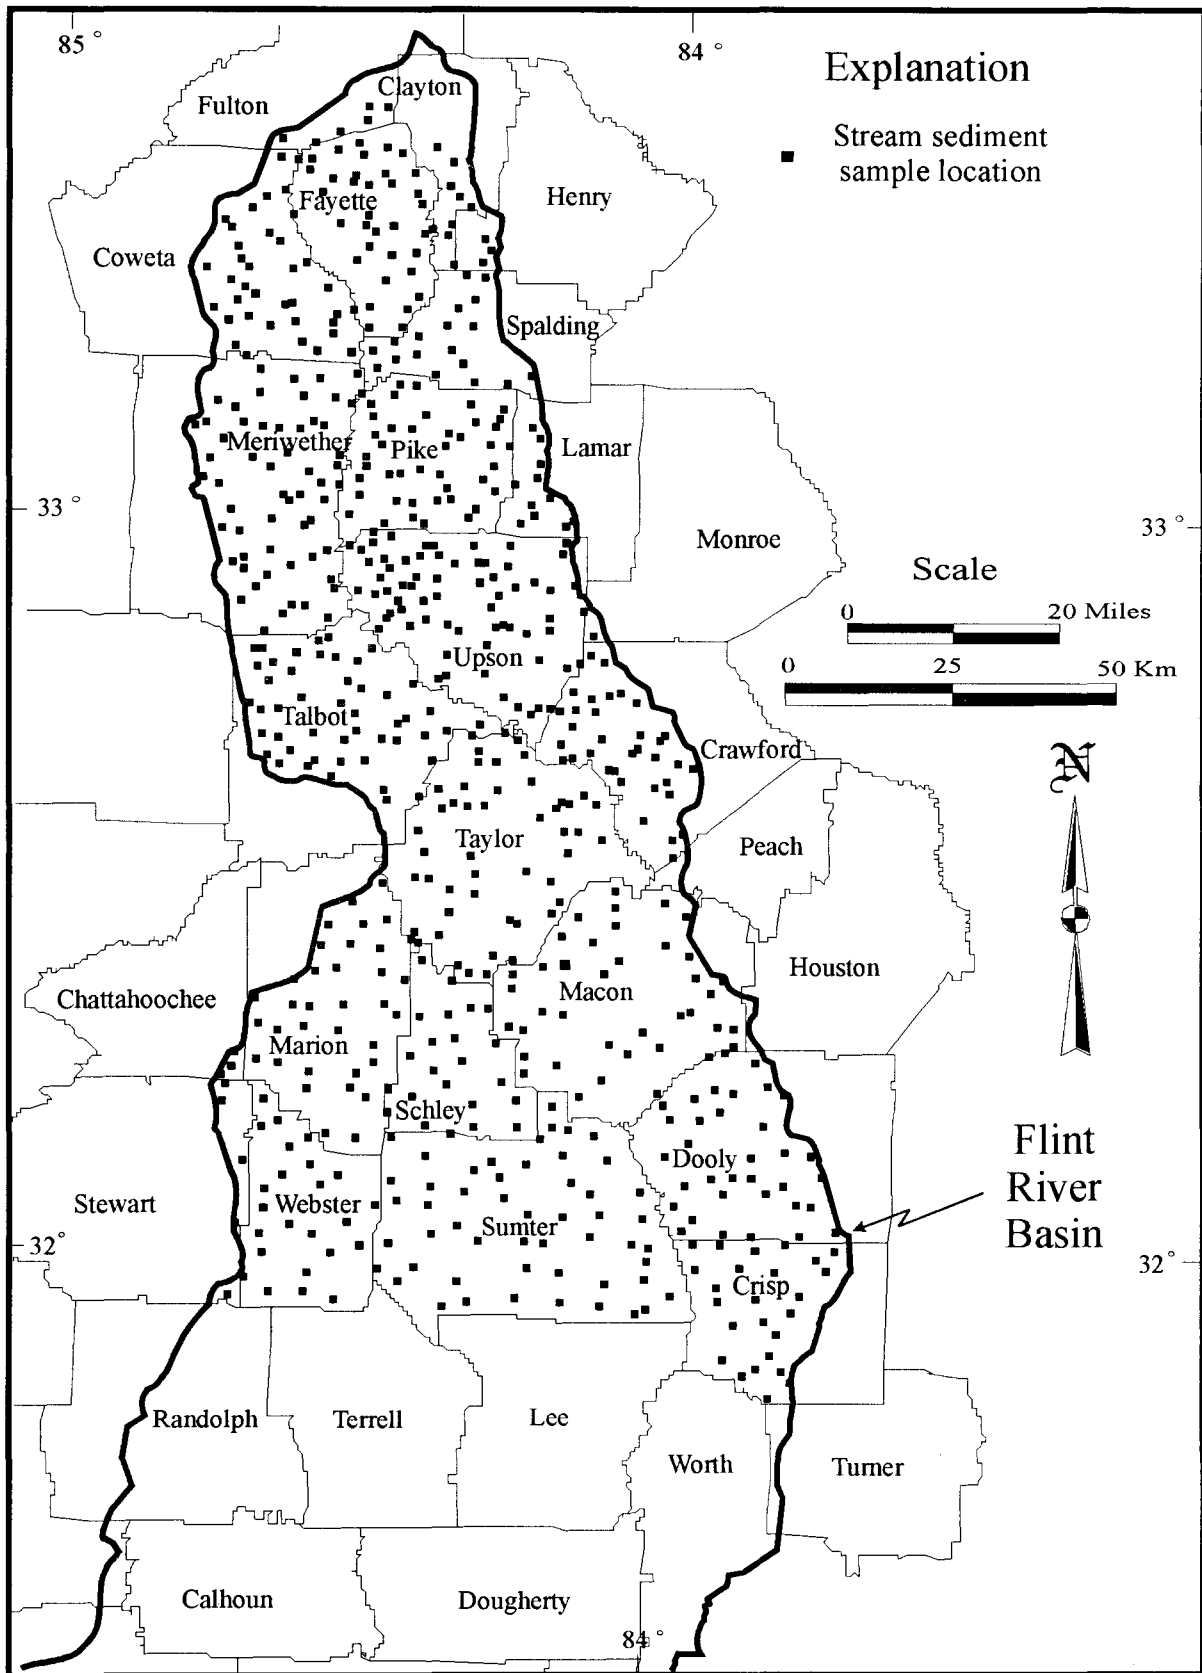 85 °
84 °
Explanation
Stream sediment
sample location
Clayton
Fulton
Fayette
Henry
Coweta
Spalding
Meriwether
Pike
Lamar
33 °
33 °
Monroe
Scale
0 20 Miles
0 25 50 Km
Upson
Talbot
Crawford
N
Taylor
Peach
Houston
Macon
Chattahoochee
Marion
Schley
Flint
River
Basin
Dooly
Stewart
Webster
Sumter
32°
32°
Crisp
Randolph
Terrell
Lee
Worth
Turner
Calhoun
Dougherty
84 °